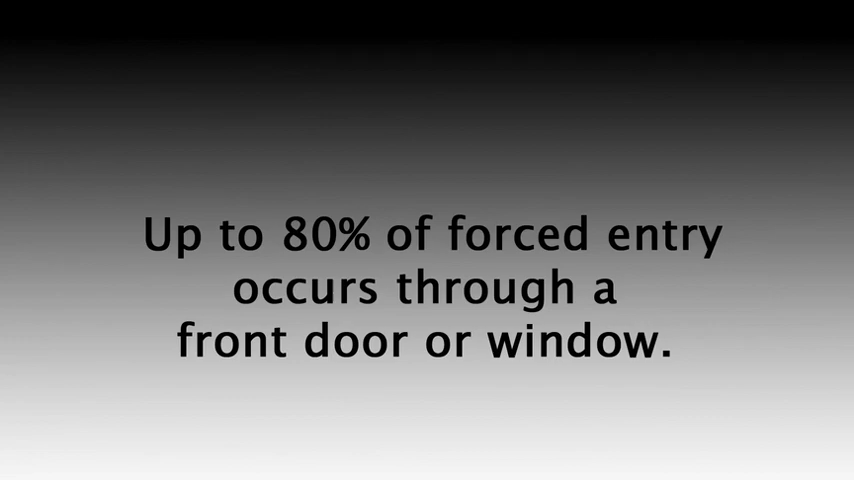 Up to 80% of forced entry
occurs through a
front door or window.